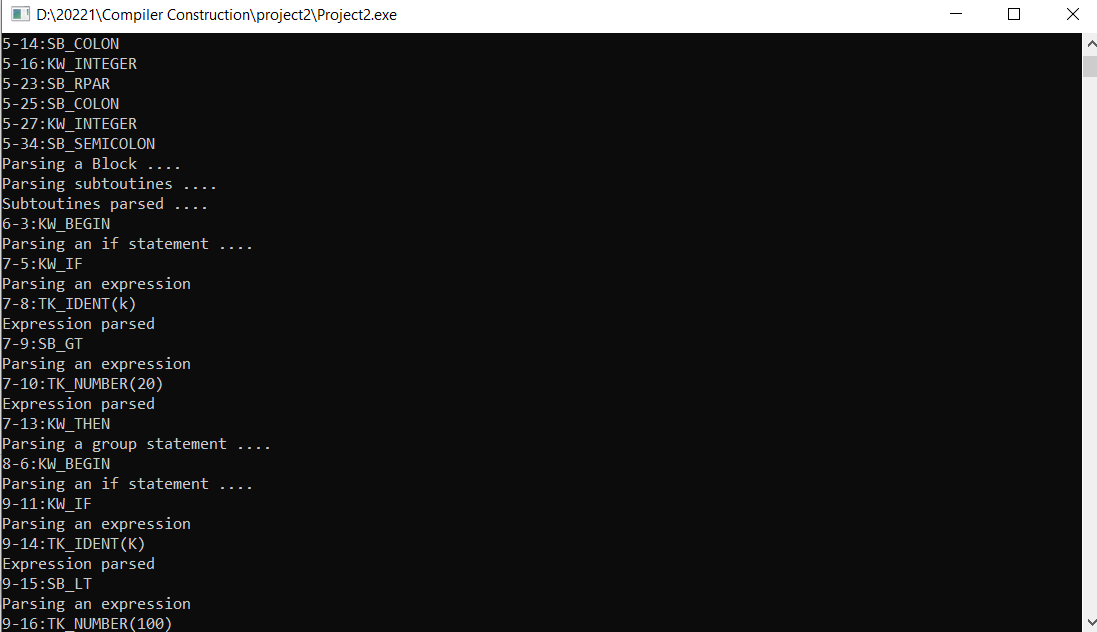 D:\20221\Compiler Construction\project2\Project2.exe
5-14:SB_COLON
5-16:KW_INTEGER
5-23:SB_RPAR
5-25:SB_COLON
5-27:KW_INTEGER
5-34:SB_SEMICOLON
Parsing a Block ....
Parsing subtoutines ....
Subtoutines parsed ....
6-3:KW_BEGIN
Parsing an if statement ....
7-5:KW_IF
Parsing an expression
7-8:TK_IDENT(k)
Expression parsed
7-9:SB_GT
Parsing an expression
7-10:TK_NUMBER(20)
Expression parsed
7-13:KW_THEN
Parsing a group statement ....
8-6:KW_BEGIN
Parsing an if statement ....
9-11:KW_IF
Parsing an expression
9-14:TK_IDENT(K)
Expression parsed
9-15:SB_LT
Parsing an expression
9-16:TK_NUMBER(100)